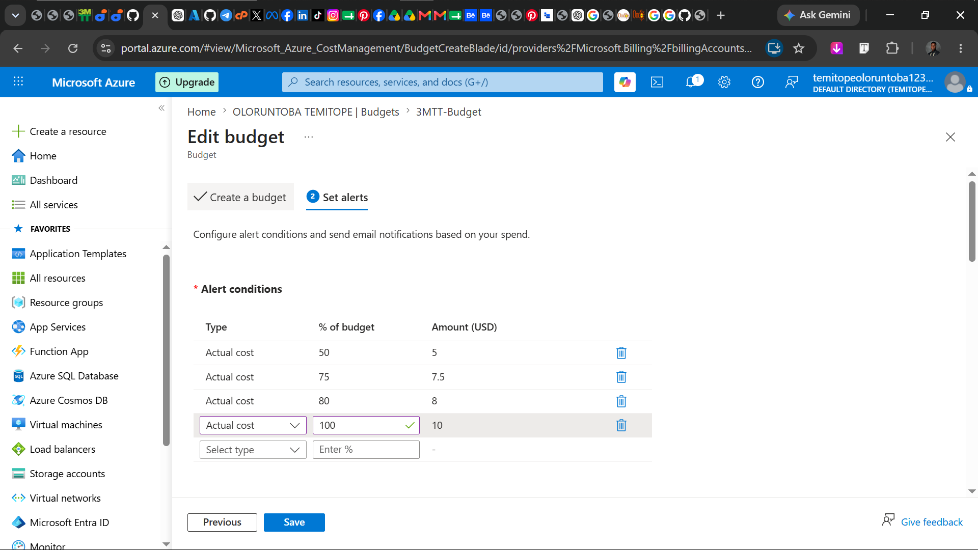 Ask Gemini
portal.azure.com/#view/Microsoft_Azure_CostManagement/BudgetCreateBlade/id/providers%2FMicrosoft.Billing%2FbillingAccounts...
Microsoft Azure
Upgrade
Search resources, services, and docs (G+/)
1
temitopeoloruntoba123...
DEFAULT DIRECTORY (TEMITOPE...
Create a resource
Home
Dashboard
All services
FAVORITES
Application Templates
All resources
Resource groups
App Services
Function App
Azure SQL Database
Azure Cosmos DB
Virtual machines
Load balancers
Storage accounts
Virtual networks
Microsoft Entra ID
Monitor
Home > OLORUNTOBA TEMITOPE | Budgets > 3MTT-Budget
Edit budget ...
Budget
Create a budget
2 Set alerts
Configure alert conditions and send email notifications based on your spend.
* Alert conditions
Type % of budget Amount (USD)
Actual cost 50 5
Actual cost 75 7.5
Actual cost 80 8
Actual cost 100 10
Select type Enter % -
Previous
Save
Give feedback